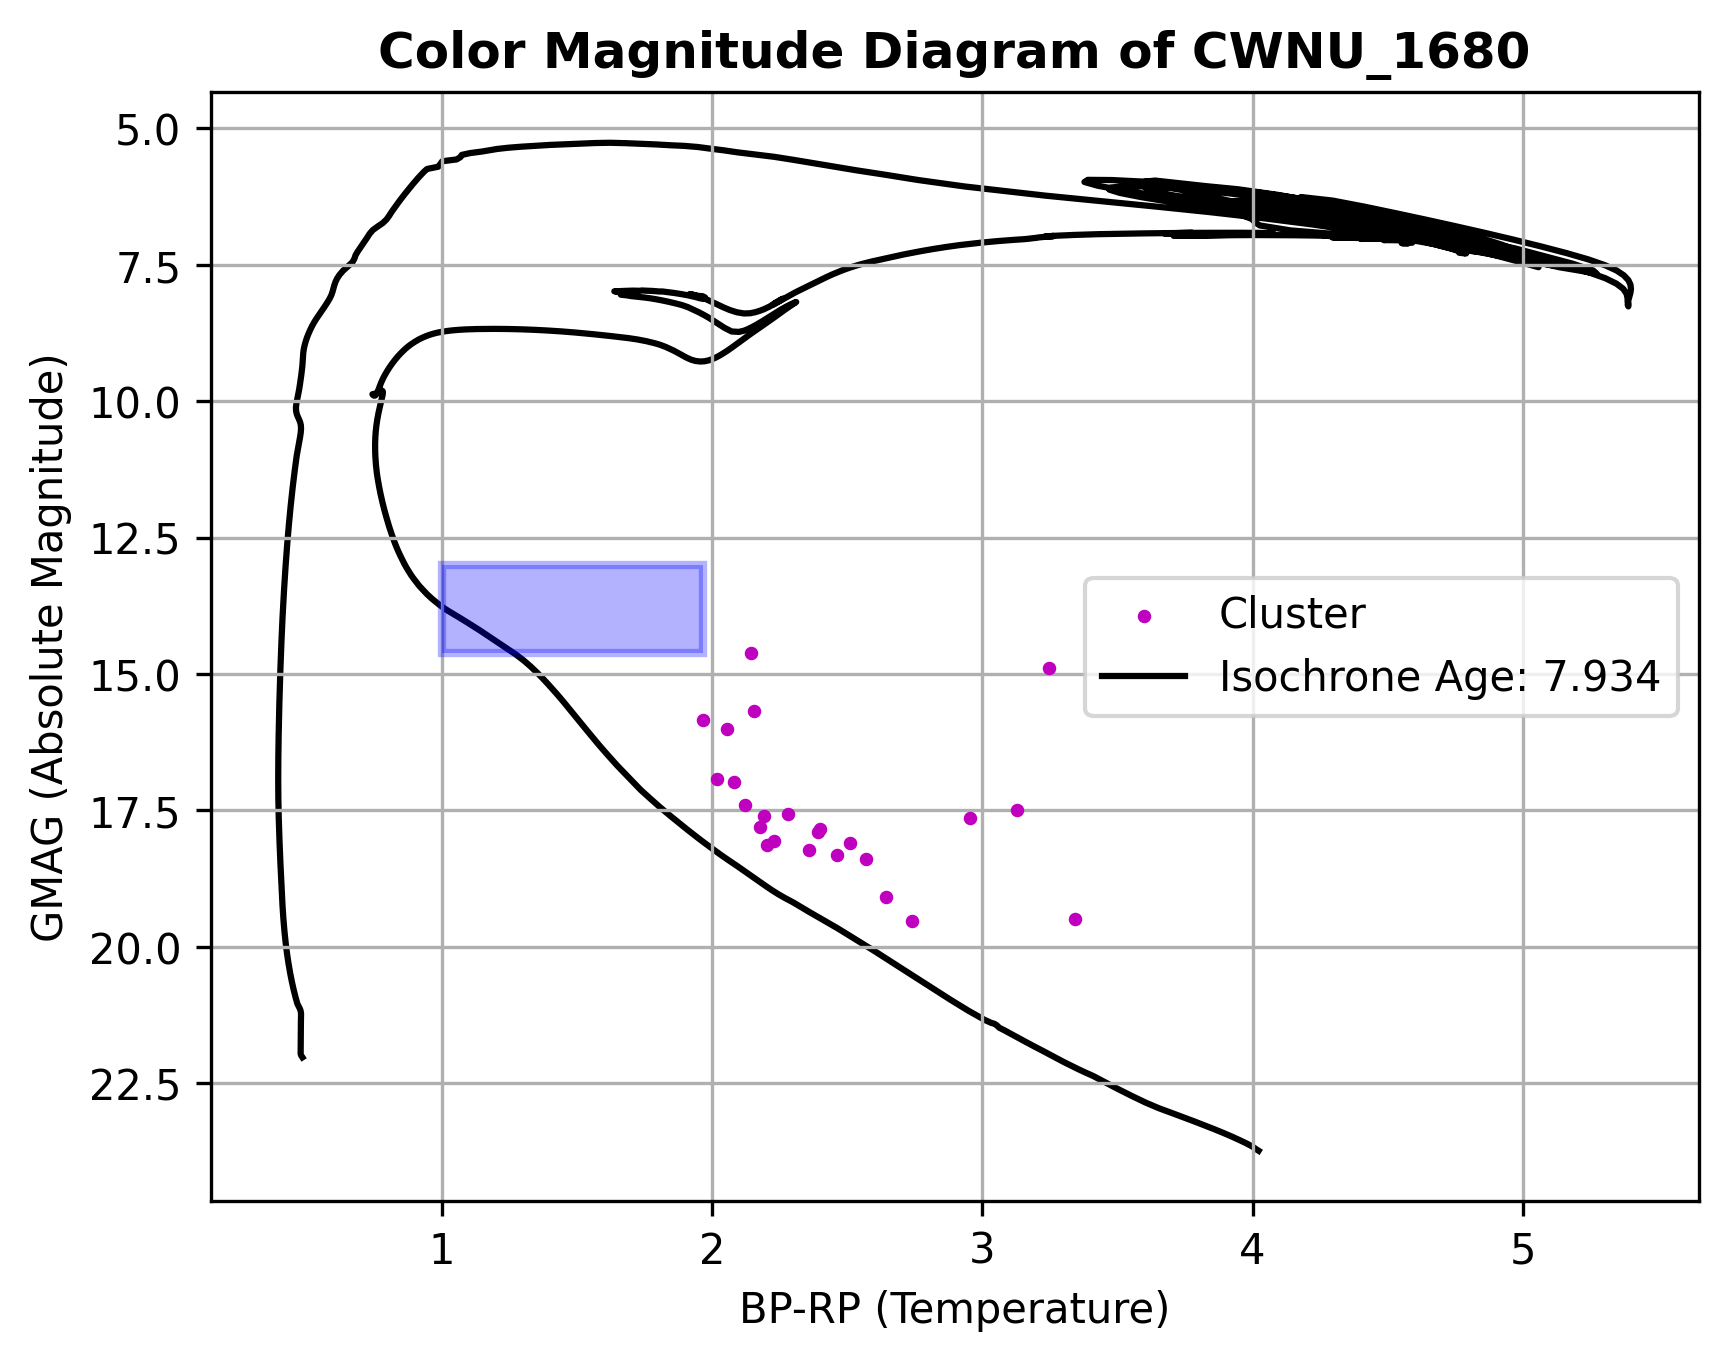 Color Magnitude Diagram of CWNU_1680
GMAG (Absolute Magnitude)
5.0
7.5
10.0
12.5
15.0
17.5
20.0
22.5
Cluster
Isochrone Age: 7.934
1 2 3 4 5
BP-RP (Temperature)